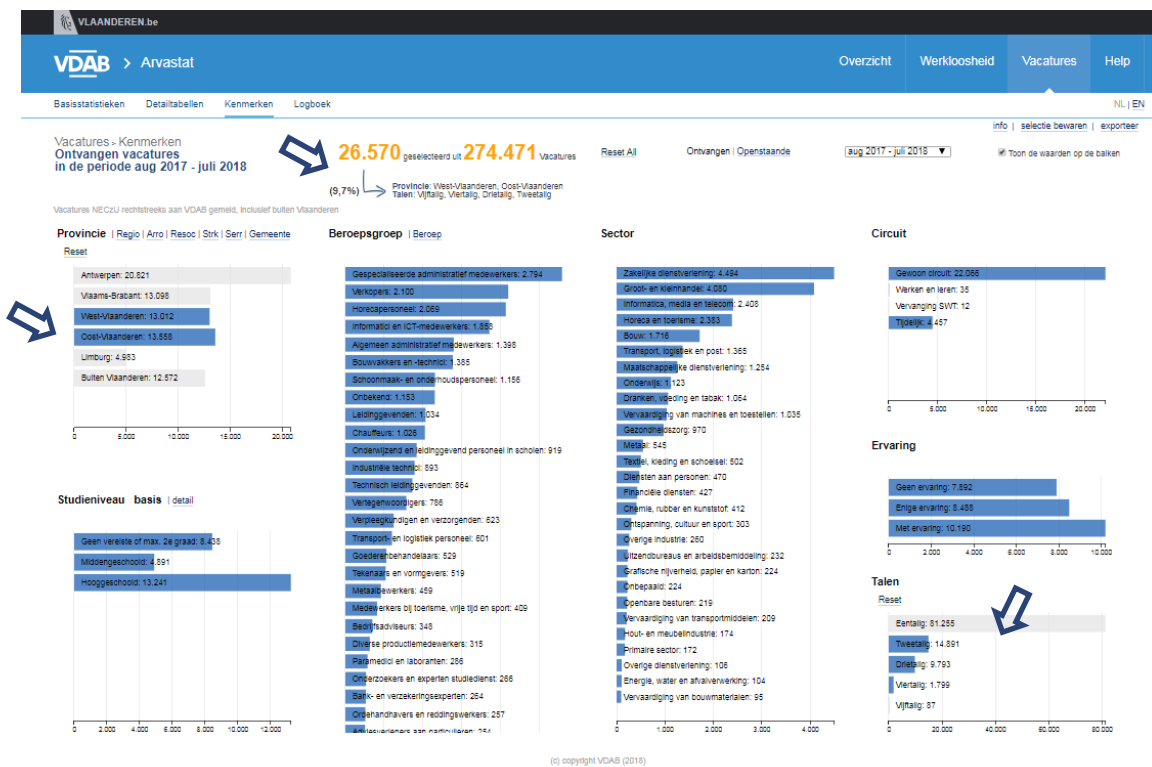 VLAANDEREN.be
VDAB > Arvastat
Overzicht Werkloosheid Vacatures Help
Basisstatistieken Detailtabellen Kenmerken Logboek
NL | EN
info | selectie bewaren | exporteer
Vacatures - Kenmerken
Ontvangen vacatures
in de periode aug 2017 - juli 2018
26.570 geselecteerd uit 274.471 Vacatures
Reset All
Ontvangen | Openstaande
aug 2017 - juli 2018 ▼
Toon de waarden op de balken
(9,7%)
Provincie: West-Vlaanderen, Oost-Vlaanderen
Talen: Vijftalig, Viertalig, Drietalig, Tweetalig
Vacatures NECzU rechtstreeks aan VDAB gemeld, inclusief buiten Vlaanderen
Provincie | Regio | Arro | Resoc | Strk | Serr | Gemeente
Reset
Antwerpen: 20.821
Vlaams-Brabant: 13.098
West-Vlaanderen: 13.012
Oost-Vlaanderen: 13.558
Limburg: 4.983
Buiten Vlaanderen: 12.572
0 5.000 10.000 15.000 20.000
Studieniveau basis | detail
Geen vereiste of max. 2e graad: 8.438
Middengeschoold: 4.891
Hooggeschoold: 13.241
0 2.000 4.000 6.000 8.000 10.000 12.000
Beroepsgroep | Beroep
Gespecialiseerde administratief medewerkers: 2.794
Verkopers: 2.100
Horecapersoneel: 2.069
Informatici en ICT-medewerkers: 1.858
Algemeen administratief medewerkers: 1.398
Bouwvakkers en -technici: 1.385
Schoonmaak- en onderhoudspersoneel: 1.156
Onbekend: 1.153
Leidinggevenden: 1.034
Chauffeurs: 1.026
Onderwijzend en leidinggevend personeel in scholen: 919
Industriële technici: 893
Technisch leidinggevenden: 864
Vertegenwoordigers: 786
Verpleegkundigen en verzorgenden: 623
Transport- en logistiek personeel: 601
Goederenbehandelaars: 529
Tekenaars en vormgevers: 519
Metaalbewerkers: 459
Medewerkers bij toerisme, vrije tijd en sport: 409
Bedrijfsadviseurs: 348
Diverse productiemedewerkers: 315
Paramedici en laboranten: 286
Onderzoekers en experten studiedienst: 266
Bank- en verzekeringsexperten: 264
Ordehandhavers en reddingswerkers: 257
Adviesverleners aan particulieren: 254
0 500 1.000 1.500 2.000 2.500
Sector
Zakelijke dienstverlening: 4.494
Groot- en kleinhandel: 4.080
Informatica, media en telecom: 2.408
Horeca en toerisme: 2.383
Bouw: 1.716
Transport, logistiek en post: 1.365
Maatschappelijke dienstverlening: 1.254
Onderwijs: 1.123
Dranken, voeding en tabak: 1.064
Vervaardiging van machines en toestellen: 1.035
Gezondheidszorg: 970
Metaal: 545
Textiel, kleding en schoeisel: 502
Diensten aan personen: 470
Financiële diensten: 427
Chemie, rubber en kunststof: 412
Ontspanning, cultuur en sport: 303
Overige industrie: 260
Uitzendbureaus en arbeidsbemiddeling: 232
Grafische nijverheid, papier en karton: 224
Onbepaald: 224
Openbare besturen: 219
Vervaardiging van transportmiddelen: 209
Hout- en meubelindustrie: 174
Primaire sector: 172
Overige dienstverlening: 106
Energie, water en afvalverwerking: 104
Vervaardiging van bouwmaterialen: 95
0 1.000 2.000 3.000 4.000
Circuit
Gewoon circuit: 22.066
Werken en leren: 35
Vervanging SWT: 12
Tijdelijk: 4.457
0 5.000 10.000 15.000 20.000
Ervaring
Geen ervaring: 7.892
Enige ervaring: 8.488
Met ervaring: 10.190
0 2.000 4.000 6.000 8.000 10.000
Talen
Reset
Eentalig: 81.255
Tweetalig: 14.891
Drietalig: 9.793
Viertalig: 1.799
Vijftalig: 87
0 20.000 40.000 60.000 80.000
(c) copyright VDAB (2018)